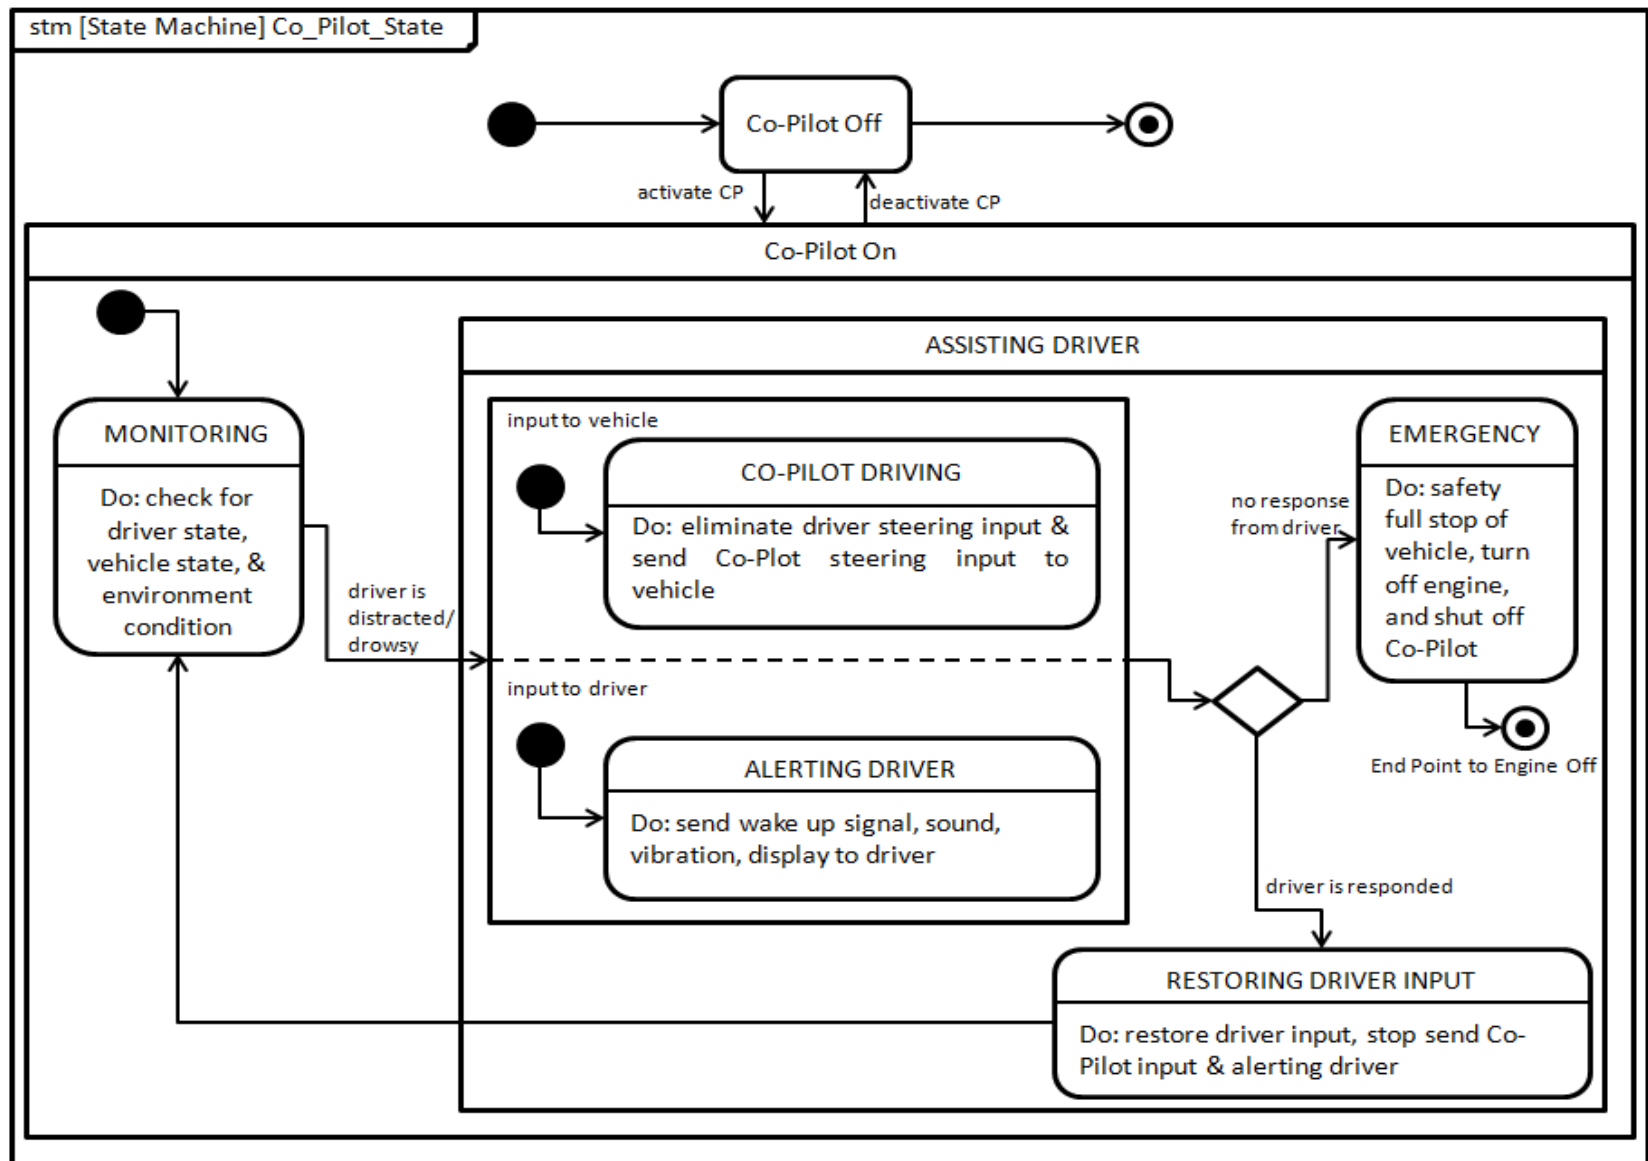 stm [State Machine] Co_Pilot_State
Co-Pilot Off
activate CP
deactivate CP
Co-Pilot On
ASSISTING DRIVER
MONITORING
Do: check for
driver state,
vehicle state, &
environment
condition
driver is
distracted/
drowsy
input to vehicle
CO-PILOT DRIVING
Do: eliminate driver steering input &
send Co-Plot steering input to
vehicle
input to driver
ALERTING DRIVER
Do: send wake up signal, sound,
vibration, display to driver
no response
from driver
EMERGENCY
Do: safety
full stop of
vehicle, turn
off engine,
and shut off
Co-Pilot
End Point to Engine Off
driver is responded
RESTORING DRIVER INPUT
Do: restore driver input, stop send Co-
Pilot input & alerting driver